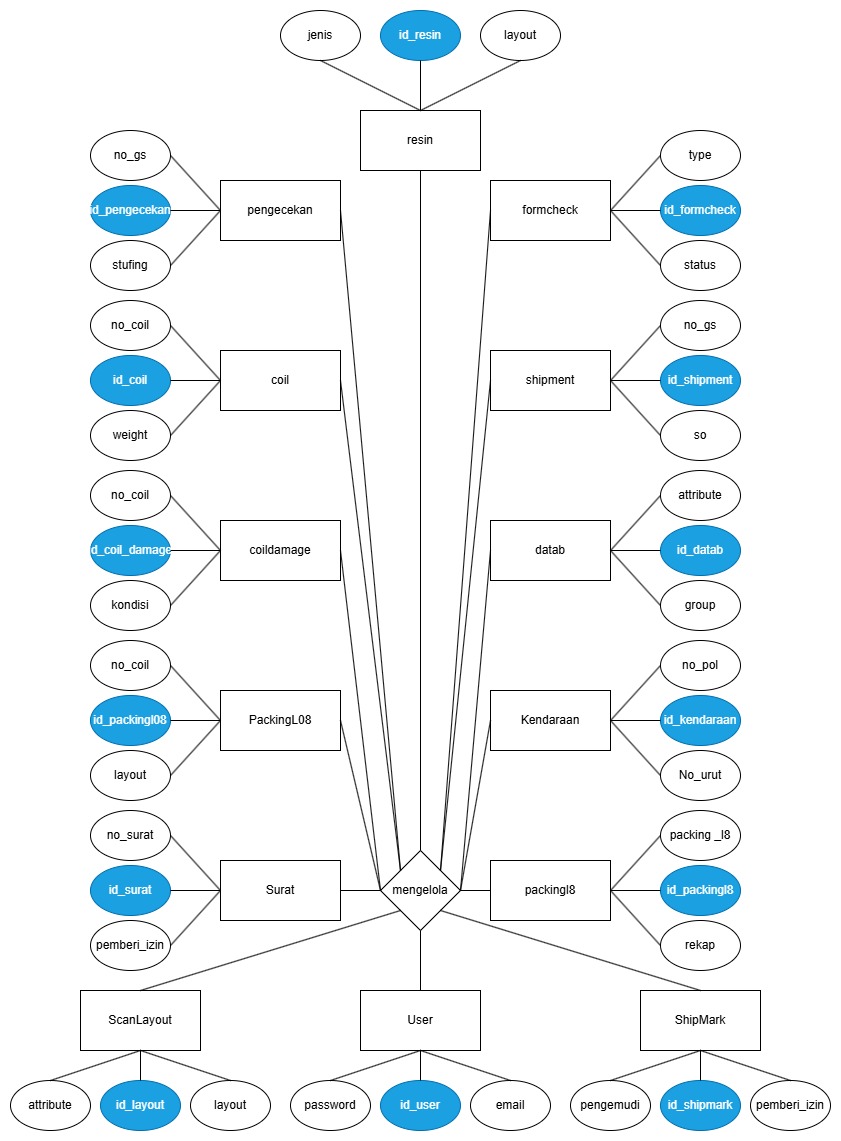 jenis
id_resin
layout
resin
no_gs
id_pengecekan
stufing
pengecekan
formcheck
type
id_formcheck
status
no_coil
id_coil
weight
coil
shipment
no_gs
id_shipment
so
no_coil
d_coil_damage
kondisi
coildamage
datab
attribute
id_datab
group
no_coil
id_packingl08
layout
PackingL08
Kendaraan
no_pol
id_kendaraan
No_urut
no_surat
id_surat
pemberi_izin
Surat
mengelola
packingl8
packing _l8
id_packingl8
rekap
ScanLayout
User
ShipMark
attribute
id_layout
layout
password
id_user
email
pengemudi
id_shipmark
pemberi_izin